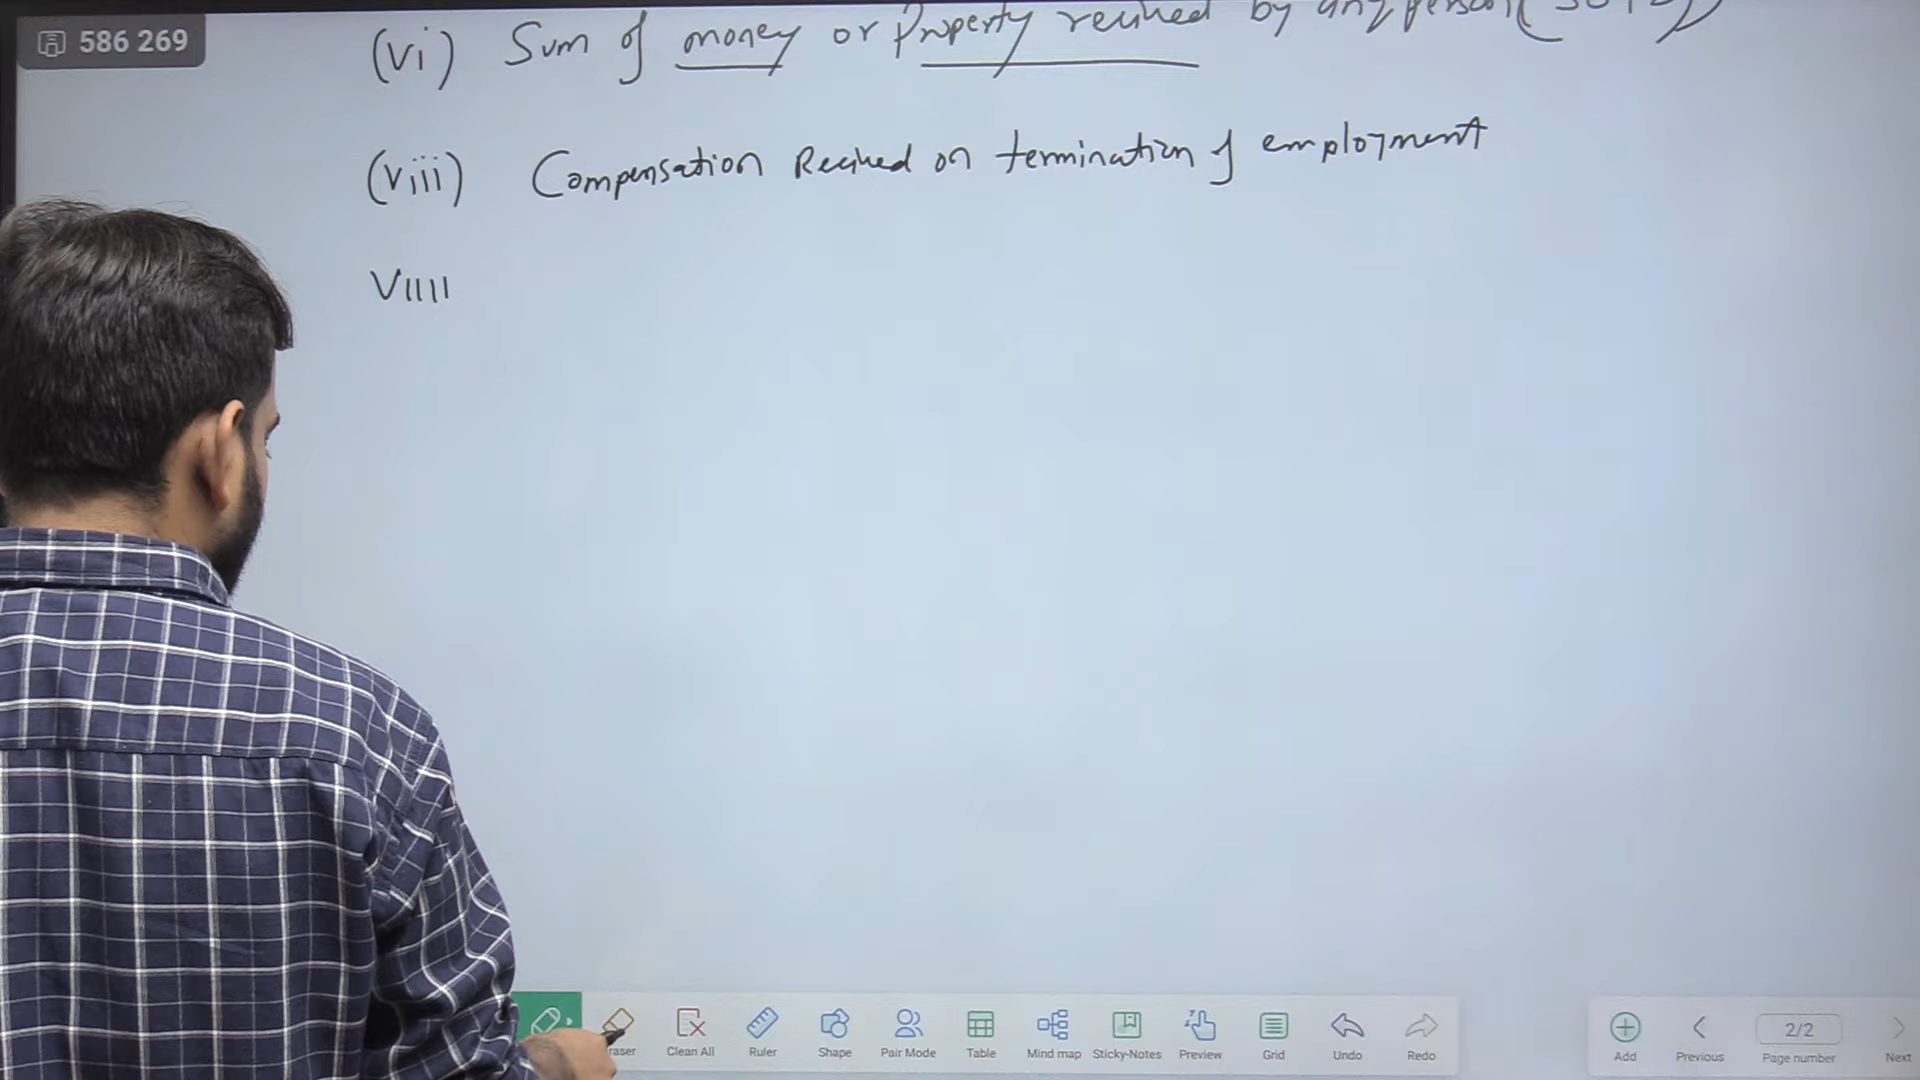 586 269
(vi) Sum of money or Property recived by any person
(viii) Compensation Recived on termination of employment
VIIII
raser Clean All Ruler Shape Pair Mode Table Mind map Sticky-Notes Preview Grid Undo Redo
Add Previous 2/2 Page number Next